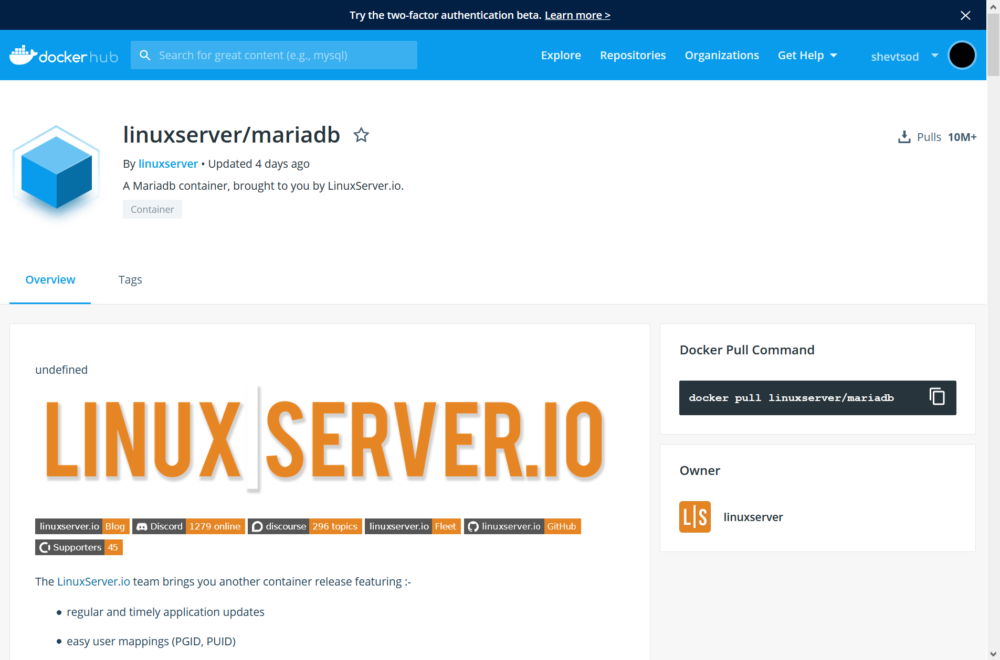 Try the two-factor authentication beta. Learn more >
docker hub
Search for great content (e.g., mysql)
Explore
Repositories
Organizations
Get Help
shevtsod
linuxserver/mariadb
Pulls 10M+
By linuxserver • Updated 4 days ago
A Mariadb container, brought to you by LinuxServer.io.
Container
Overview
Tags
undefined
LINUX|SERVER.IO
linuxserver.io Blog
Discord 1279 online
discourse 296 topics
linuxserver.io Fleet
linuxserver.io GitHub
Supporters 45
The LinuxServer.io team brings you another container release featuring :-
• regular and timely application updates
• easy user mappings (PGID, PUID)
Docker Pull Command
docker pull linuxserver/mariadb
Owner
L|S
linuxserver